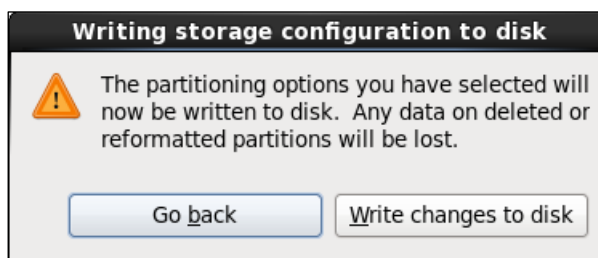 Writing storage configuration to disk
The partitioning options you have selected will
now be written to disk. Any data on deleted or
reformatted partitions will be lost.
Go back
Write changes to disk